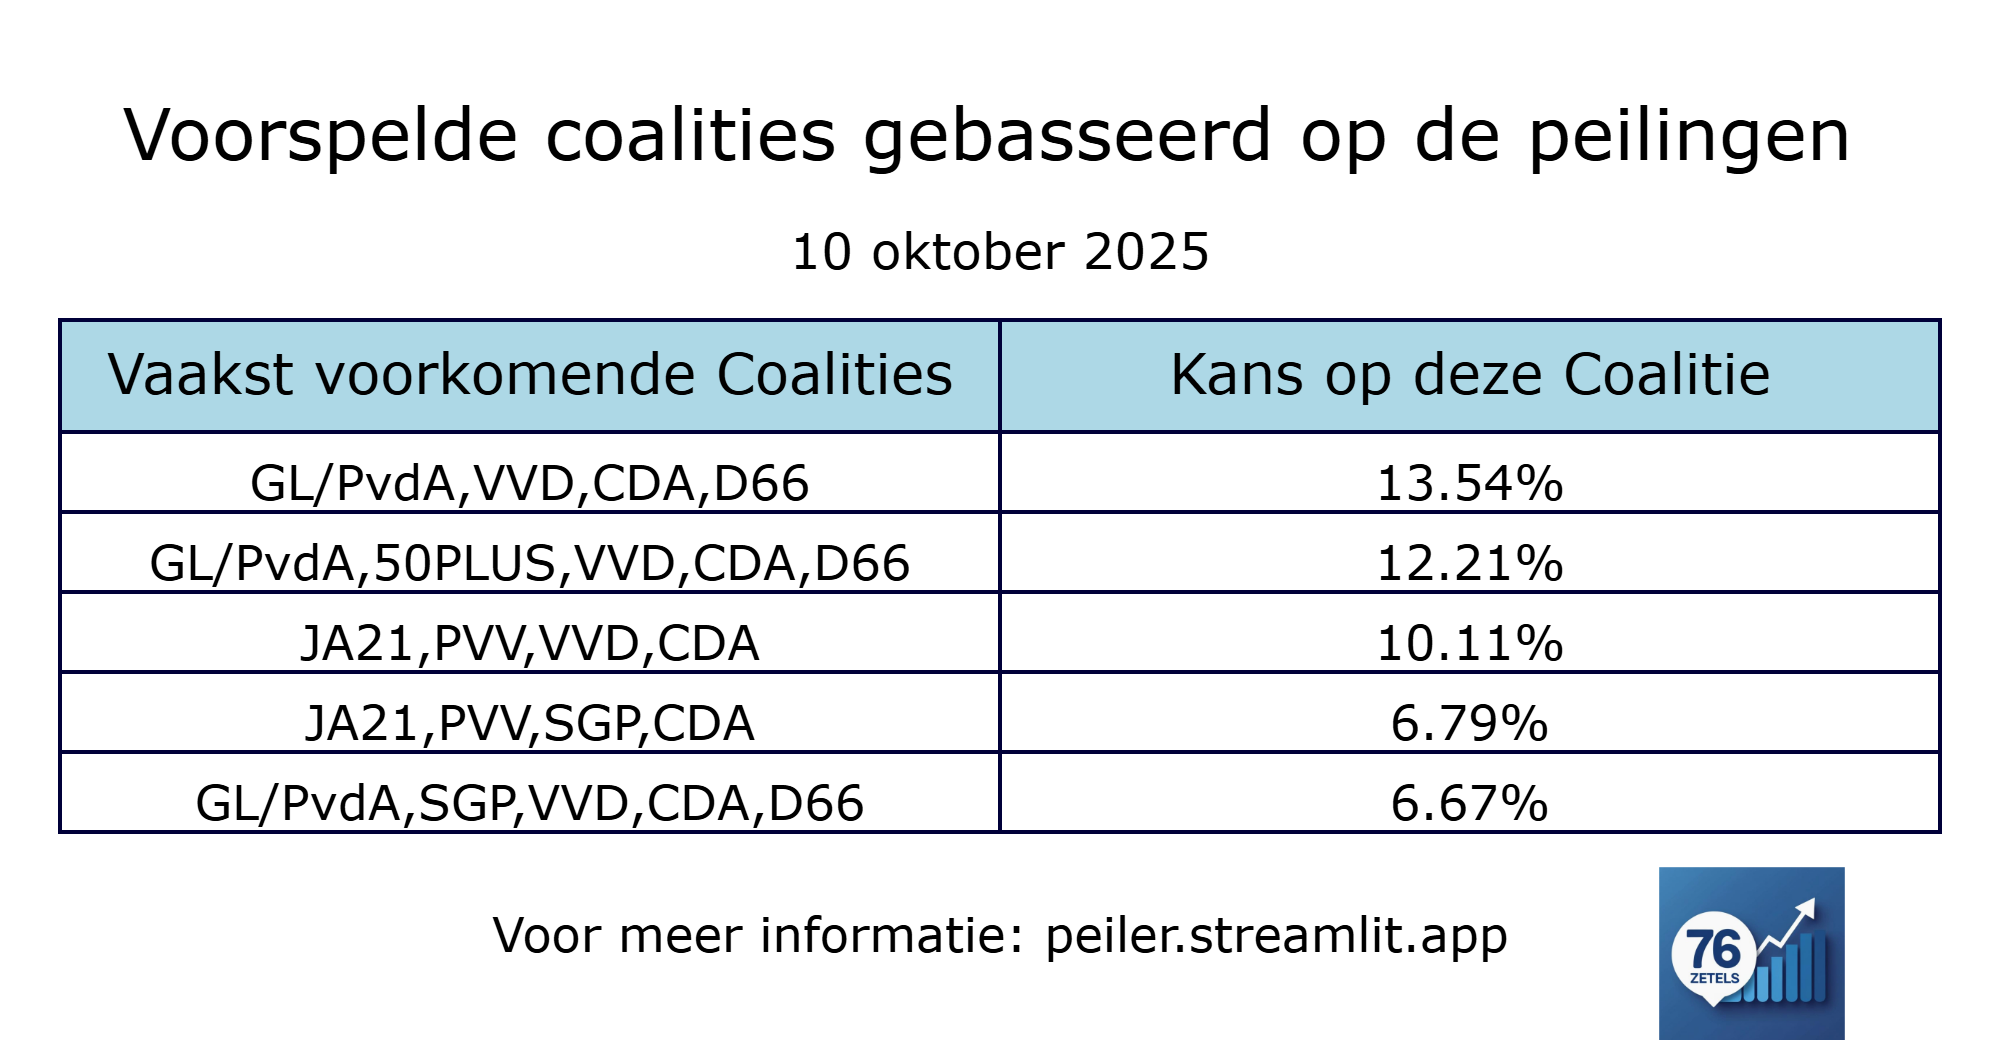 Voorspelde coalities gebasseerd op de peilingen
10 oktober 2025
Vaakst voorkomende Coalities Kans op deze Coalitie
GL/PvdA,VVD,CDA,D66 13.54%
GL/PvdA,50PLUS,VVD,CDA,D66 12.21%
JA21,PVV,VVD,CDA 10.11%
JA21,PVV,SGP,CDA 6.79%
GL/PvdA,SGP,VVD,CDA,D66 6.67%
Voor meer informatie: peiler.streamlit.app
76
ZETELS